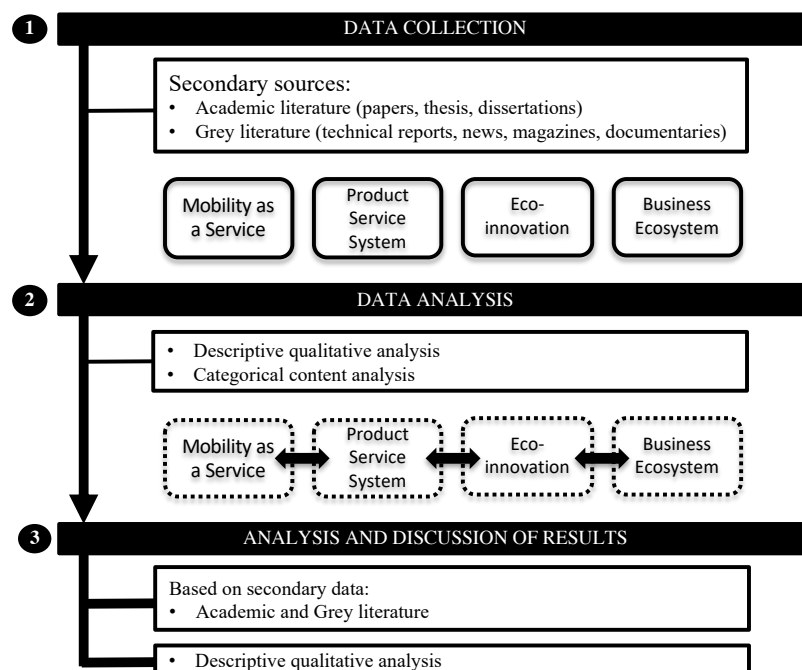 1
DATA COLLECTION
Secondary sources:
• Academic literature (papers, thesis, dissertations)
• Grey literature (technical reports, news, magazines, documentaries)
Mobility as
a Service
Product
Service
System
Eco-
innovation
Business
Ecosystem
2
DATA ANALYSIS
• Descriptive qualitative analysis
• Categorical content analysis
Mobility as
a Service
Product
Service
System
Eco-
innovation
Business
Ecosystem
3
ANALYSIS AND DISCUSSION OF RESULTS
Based on secondary data:
• Academic and Grey literature
• Descriptive qualitative analysis